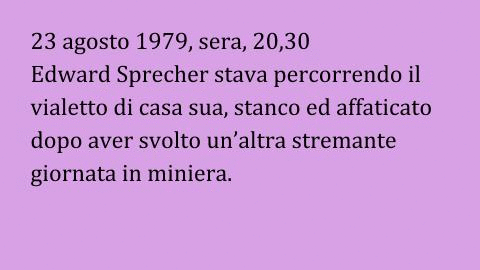 23 agosto 1979, sera, 20,30
Edward Sprecher stava percorrendo il
vialetto di casa sua, stanco ed affaticato
dopo aver svolto un’altra stremante
giornata in miniera.